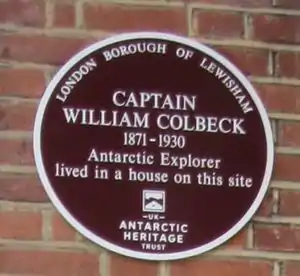 LONDON BOROUGH OF LEWISHAM
CAPTAIN
WILLIAM COLBECK
1871-1930
Antarctic Explorer
lived in a house on this site
-UK-
ANTARCTIC
HERITAGE
TRUST